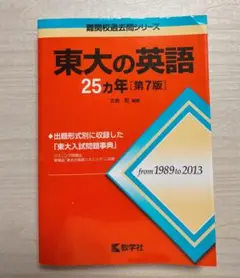 難関校過去問シリーズ
東大の英語
25カ年[第7版]
◆出題形式別に収録した
「東大入試問題事典」
from 1989 to 2013
教学社